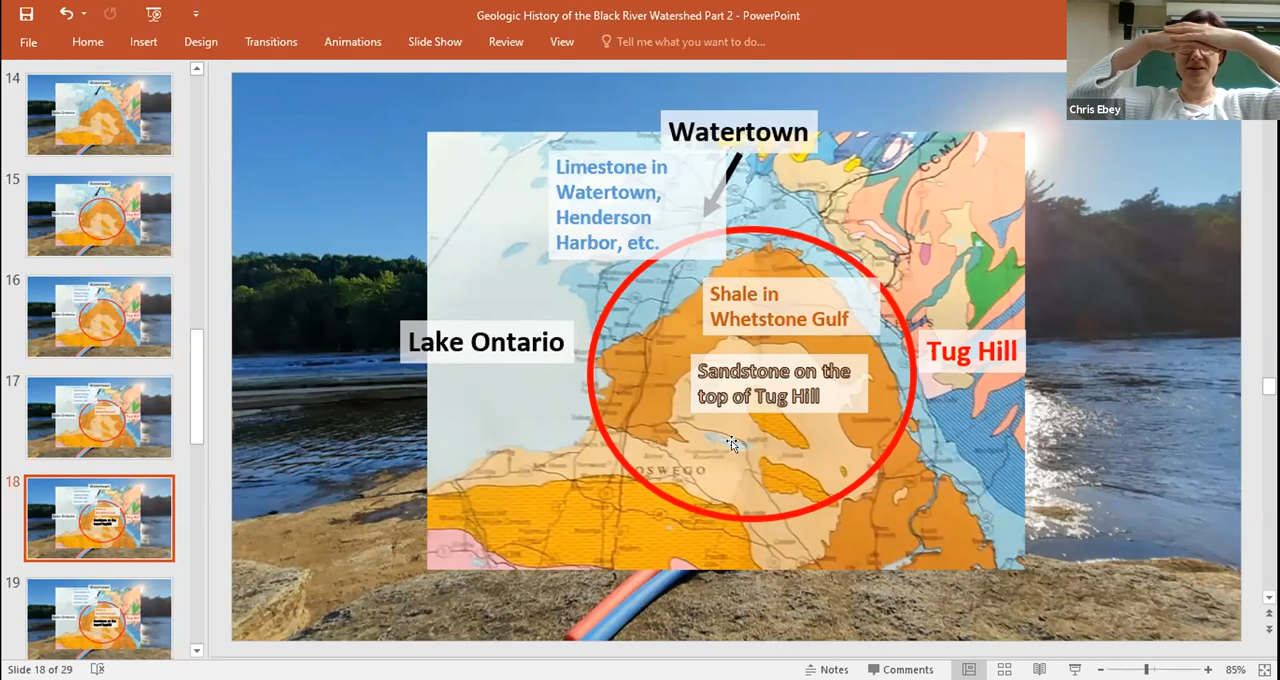 Geologic History of the Black River Watershed Part 2 - PowerPoint
File Home Insert Design Transitions Animations Slide Show Review View Tell me what you want to do...
Chris Ebey
14
15
16
17
18
19
Watertown
Limestone in
Watertown,
Henderson
Harbor, etc.
CCMZ
Shale in
Whetstone Gulf
Lake Ontario
Tug Hill
Sandstone on the
top of Tug Hill
OSWEGO
Slide 18 of 29
Notes Comments 85%